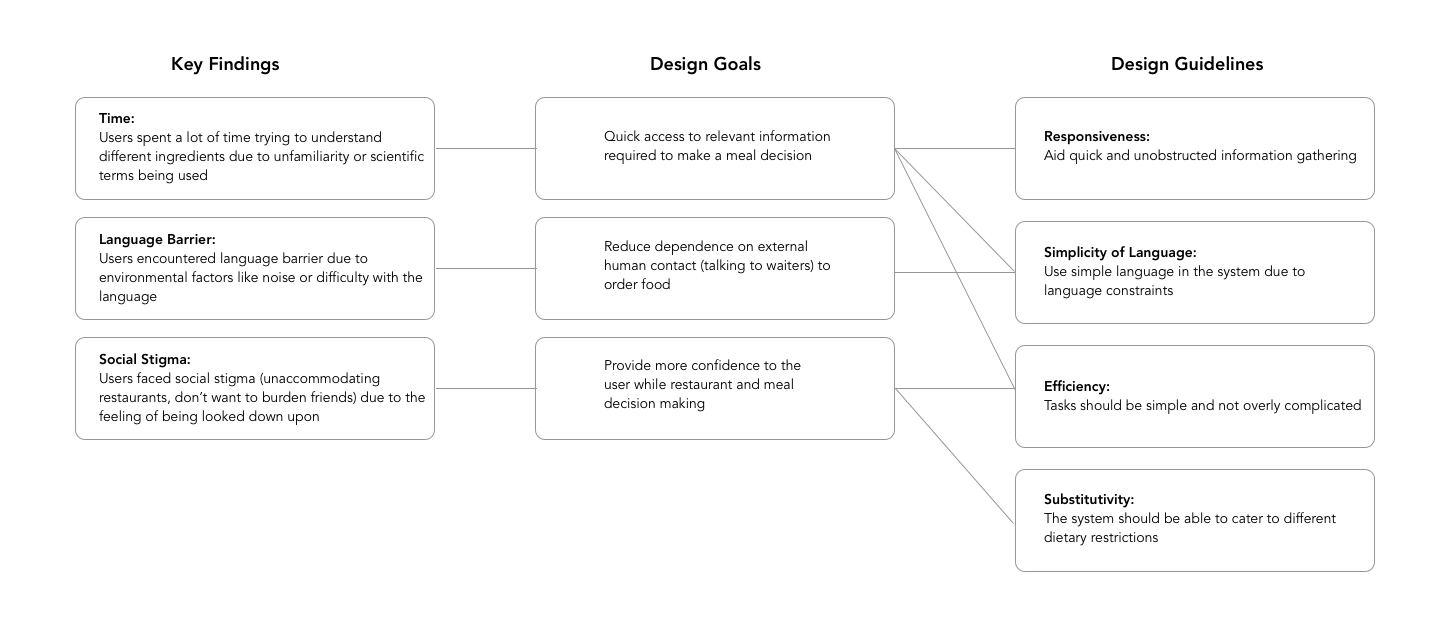 Key Findings
Design Goals
Design Guidelines
Time:
Users spent a lot of time trying to understand
different ingredients due to unfamiliarity or scientific
terms being used
Quick access to relevant information
required to make a meal decision
Responsiveness:
Aid quick and unobstructed information gathering
Language Barrier:
Users encountered language barrier due to
environmental factors like noise or difficulty with the
language
Reduce dependence on external
human contact (talking to waiters) to
order food
Simplicity of Language:
Use simple language in the system due to
language constraints
Social Stigma:
Users faced social stigma (unaccommodating
restaurants, don’t want to burden friends) due to the
feeling of being looked down upon
Provide more confidence to the
user while restaurant and meal
decision making
Efficiency:
Tasks should be simple and not overly complicated
Substitutivity:
The system should be able to cater to different
dietary restrictions